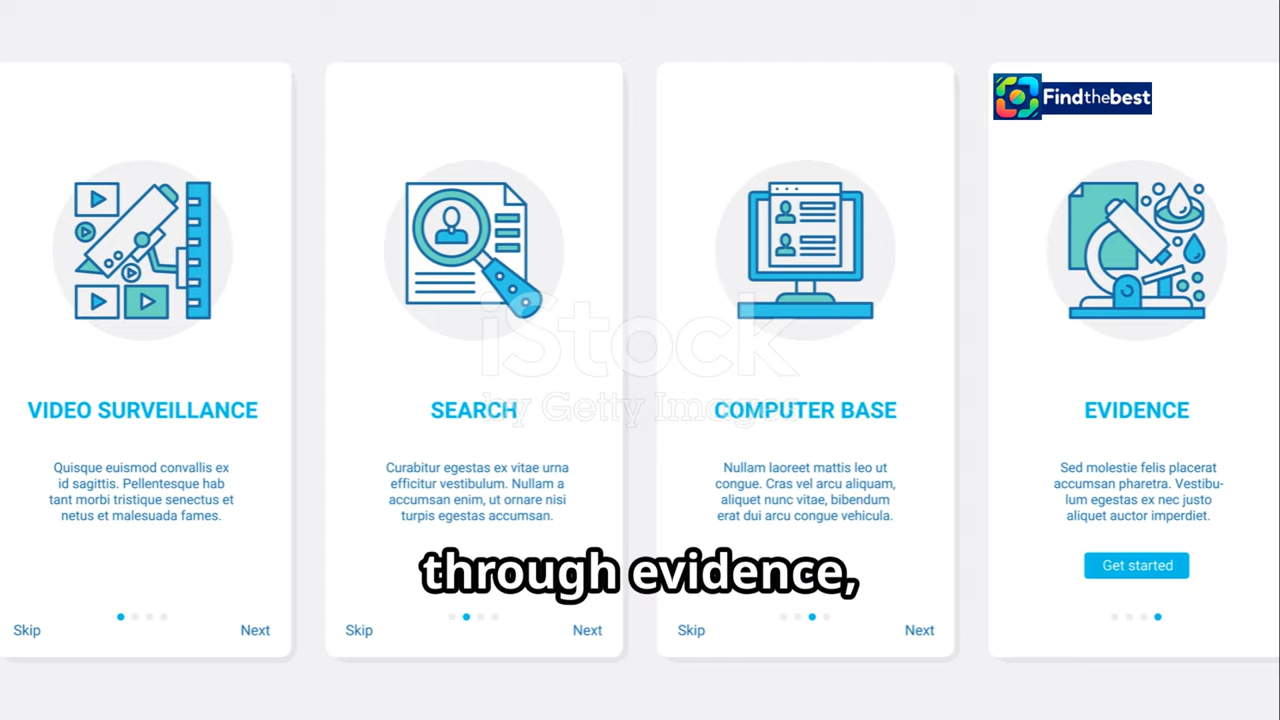 Findthebest
iStock
by Getty Images
VIDEO SURVEILLANCE
Quisque euismod convallis ex
id sagittis. Pellentesque hab
tant morbi tristique senectus et
netus et malesuada fames.
Skip
Next
SEARCH
Curabitur egestas ex vitae urna
efficitur vestibulum. Nullam a
accumsan enim, ut ornare nisi
turpis egestas accumsan.
Skip
Next
COMPUTER BASE
Nullam laoreet mattis leo ut
congue. Cras vel arcu aliquam,
aliquet nunc vitae, bibendum
erat dui arcu congue vehicula.
Skip
Next
EVIDENCE
Sed molestie felis placerat
accumsan pharetra. Vestibu-
lum egestas ex nec justo
aliquet auctor imperdiet.
Get started
through evidence,